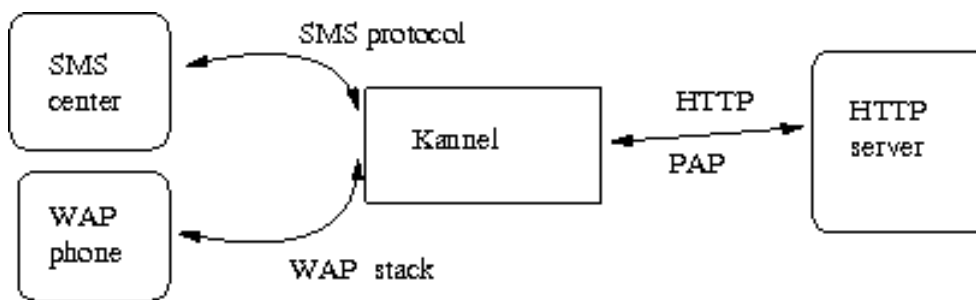 SMS protocol
SMS
center
Kannel
HTTP
PAP
HTTP
server
WAP
phone
WAP stack